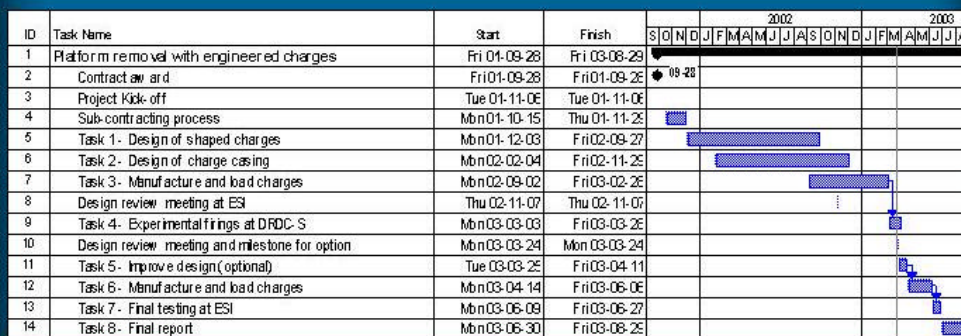 2002 2003
ID Task Name Start Finish S O N D J F M A M J J A S O N D J F M A M J J A
1 Platform removal with engineered charges Fri 01-09-28 Fri 03-08-29
2 Contract award Fri 01-09-28 Fri 01-09-28 09-28
3 Project Kick-off Tue 01-11-06 Tue 01-11-06
4 Sub-contracting process Mon 01-10-15 Thu 01-11-29
5 Task 1 - Design of shaped charges Mon 01-12-03 Fri 02-09-27
6 Task 2 - Design of charge casing Mon 02-02-04 Fri 02-11-29
7 Task 3 - Manufacture and load charges Mon 02-09-02 Fri 03-02-28
8 Design review meeting at ESI Thu 02-11-07 Thu 02-11-07
9 Task 4 - Experimental firings at DRDC-S Mon 03-03-03 Fri 03-03-28
10 Design review meeting and milestone for option Mon 03-03-24 Mon 03-03-24
11 Task 5 - Improve design (optional) Tue 03-03-25 Fri 03-04-11
12 Task 6 - Manufacture and load charges Mon 03-04-14 Fri 03-06-06
13 Task 7 - Final testing at ESI Mon 03-06-09 Fri 03-06-27
14 Task 8 - Final report Mon 03-06-30 Fri 03-08-29